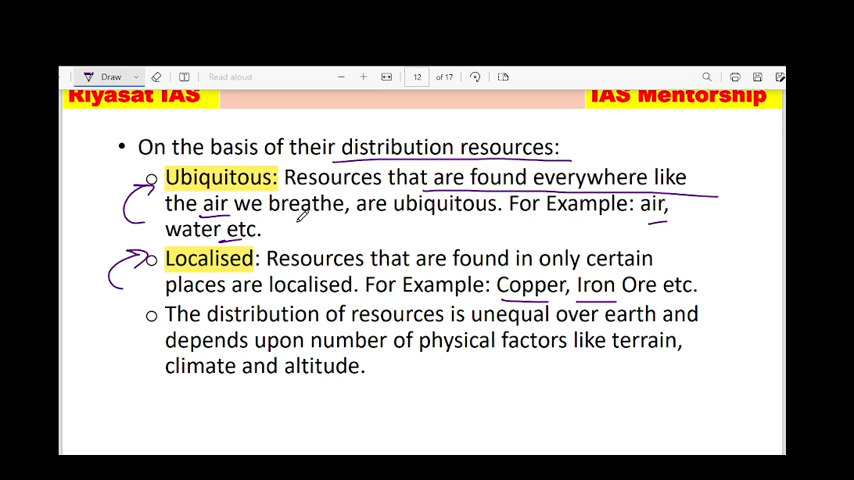 Draw
Read aloud
12 of 17
Riyasat IAS
IAS Mentorship
• On the basis of their distribution resources:
o Ubiquitous: Resources that are found everywhere like
the air we breathe, are ubiquitous. For Example: air,
water etc.
o Localised: Resources that are found in only certain
places are localised. For Example: Copper, Iron Ore etc.
o The distribution of resources is unequal over earth and
depends upon number of physical factors like terrain,
climate and altitude.